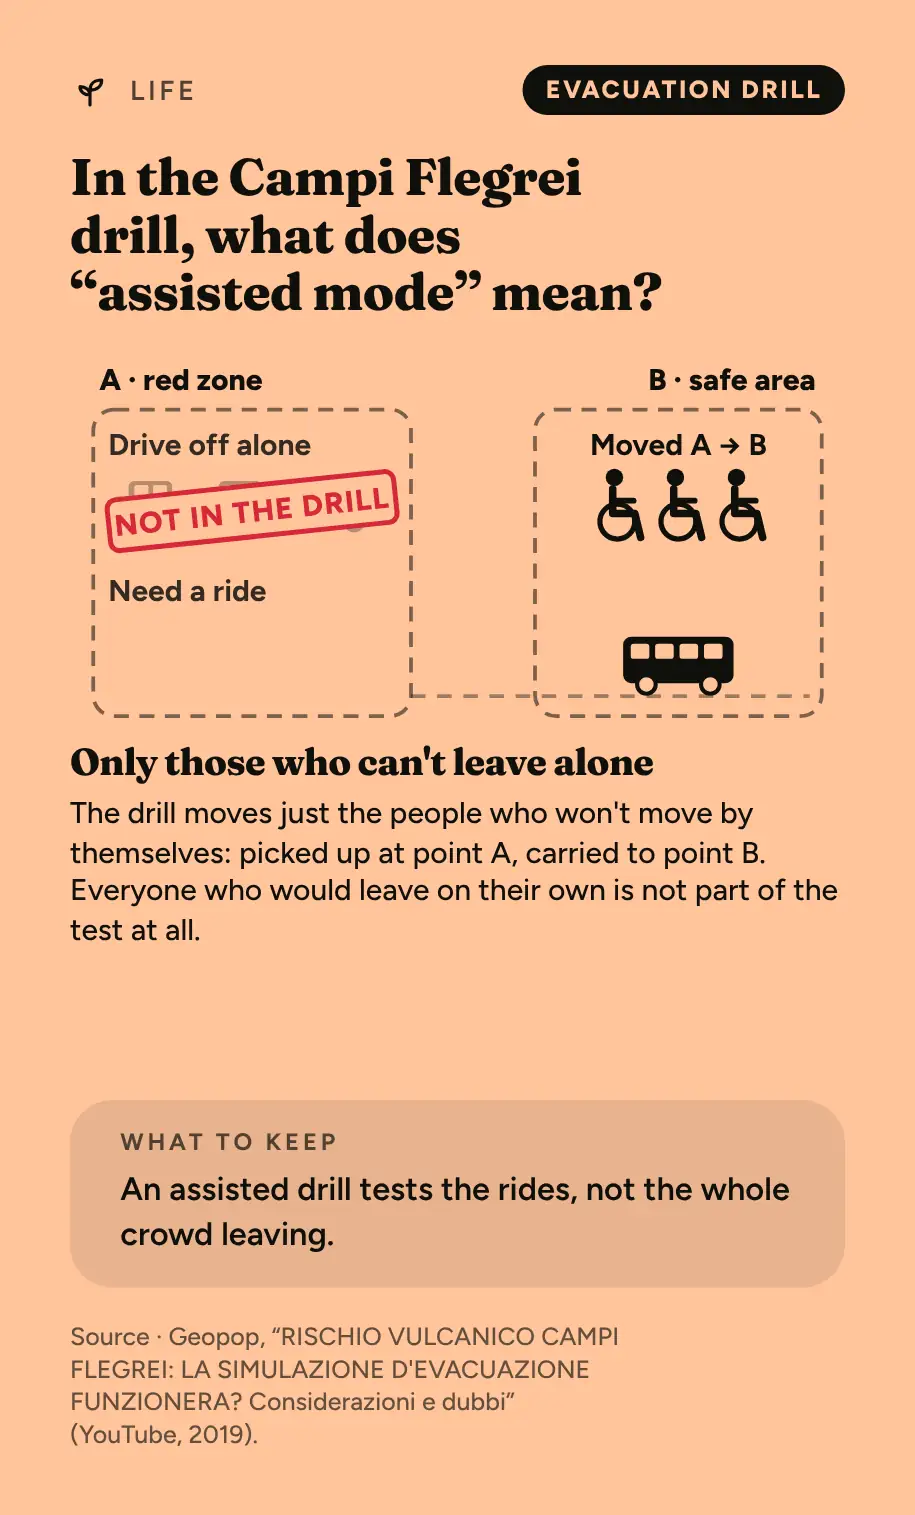 LIFE
EVACUATION DRILL
In the Campi Flegrei
drill, what does
“assisted mode” mean?
A · red zone
B · safe area
Drive off alone
Moved A → B
NOT IN THE DRILL
Need a ride
Only those who can't leave alone
The drill moves just the people who won't move by
themselves: picked up at point A, carried to point B.
Everyone who would leave on their own is not part of the
test at all.
WHAT TO KEEP
An assisted drill tests the rides, not the whole
crowd leaving.
Source · Geopop, “RISCHIO VULCANICO CAMPI
FLEGREI: LA SIMULAZIONE D'EVACUAZIONE
FUNZIONERA? Considerazioni e dubbi”
(YouTube, 2019).